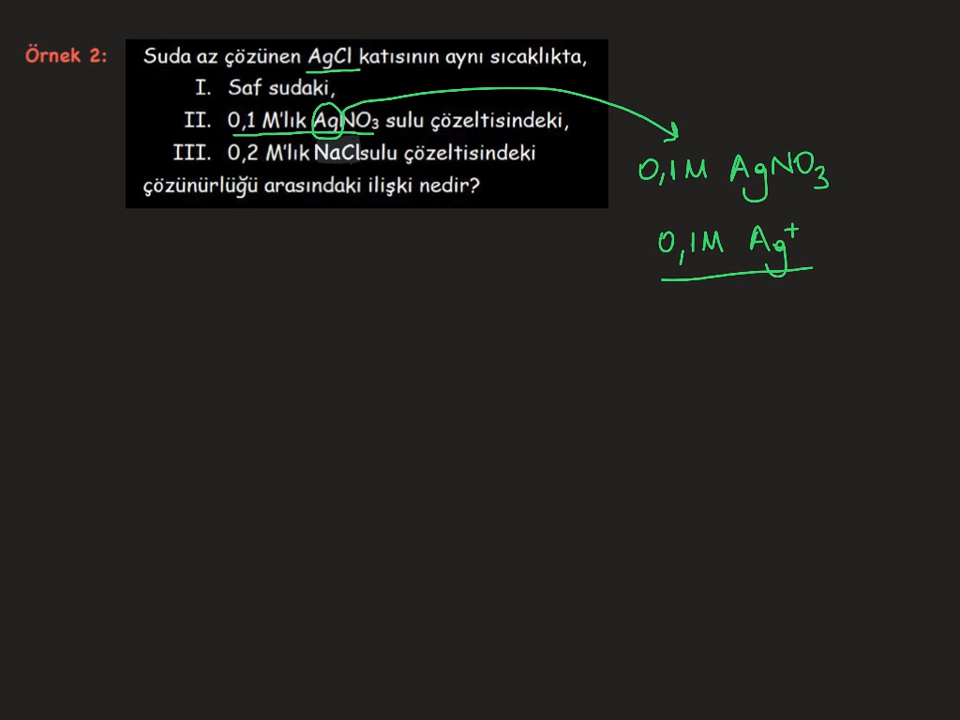 Örnek 2:
Suda az çözünen AgCl katısının aynı sıcaklıkta,
I. Saf sudaki,
II. 0,1 M'lık AgNO₃ sulu çözeltisindeki,
III. 0,2 M'lık NaClsulu çözeltisindeki
çözünürlüğü arasındaki ilişki nedir?
0,1M AgNO₃
0,1M Ag⁺